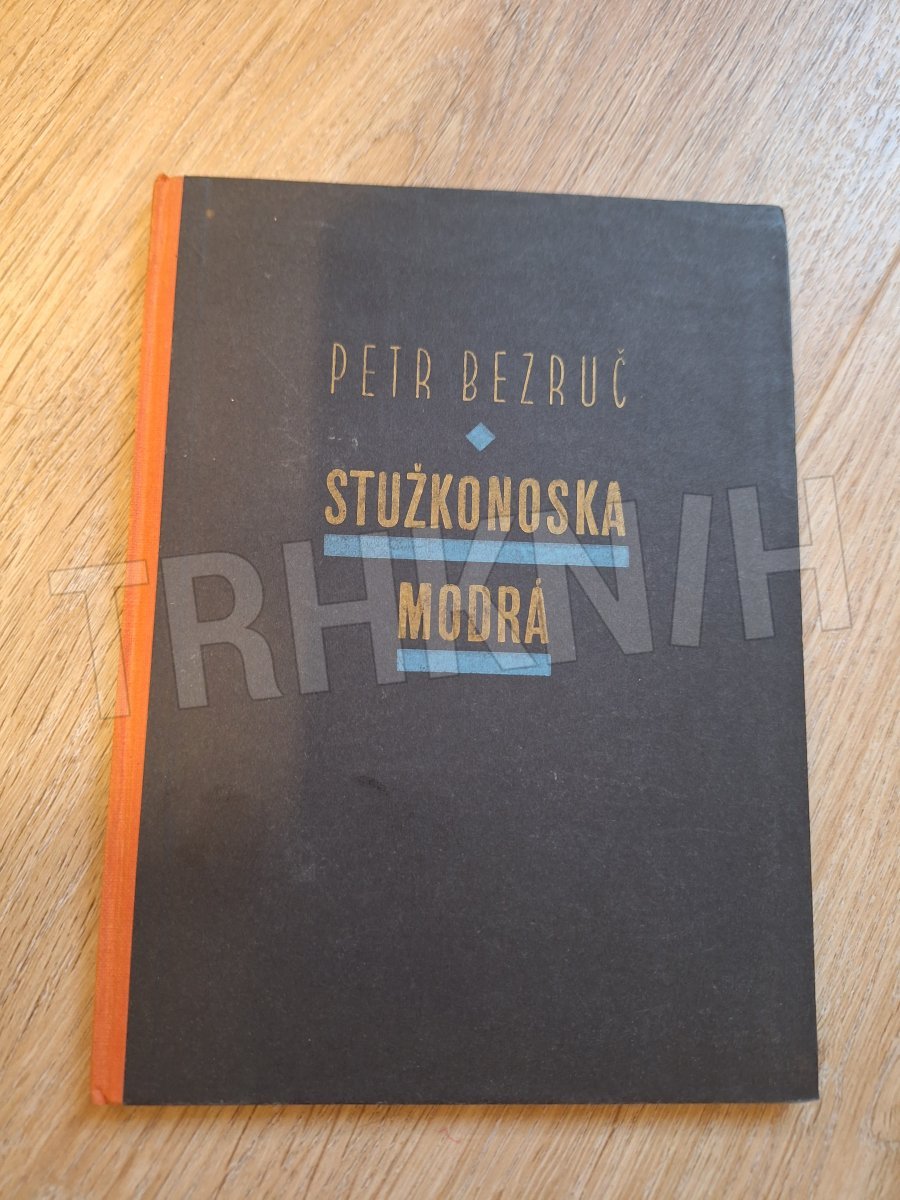 PETR BEZRUČ
STUŽKONOSKA
MODRÁ
TRHKNIH